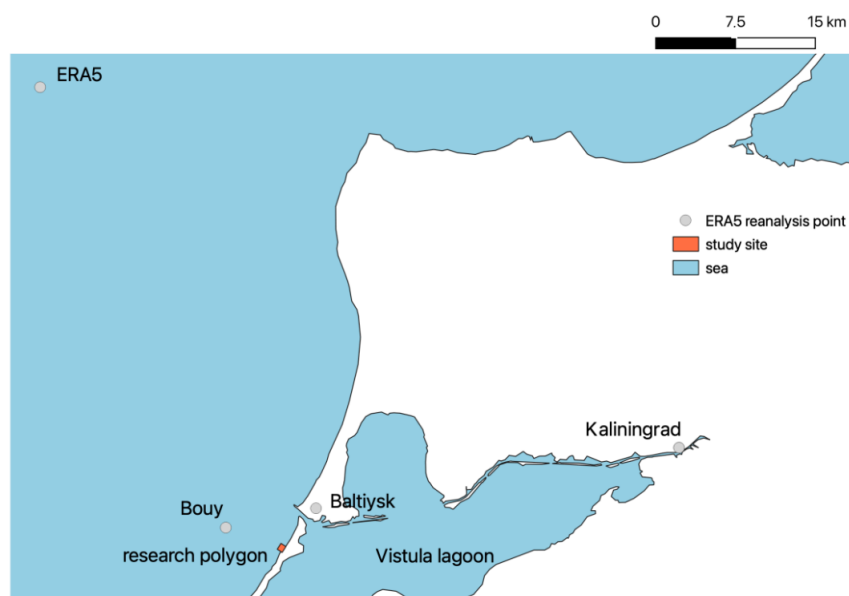 0 7.5 15 km
ERA5
ERA5 reanalysis point
study site
sea
Kaliningrad
Bouy
Baltiysk
research polygon
Vistula lagoon